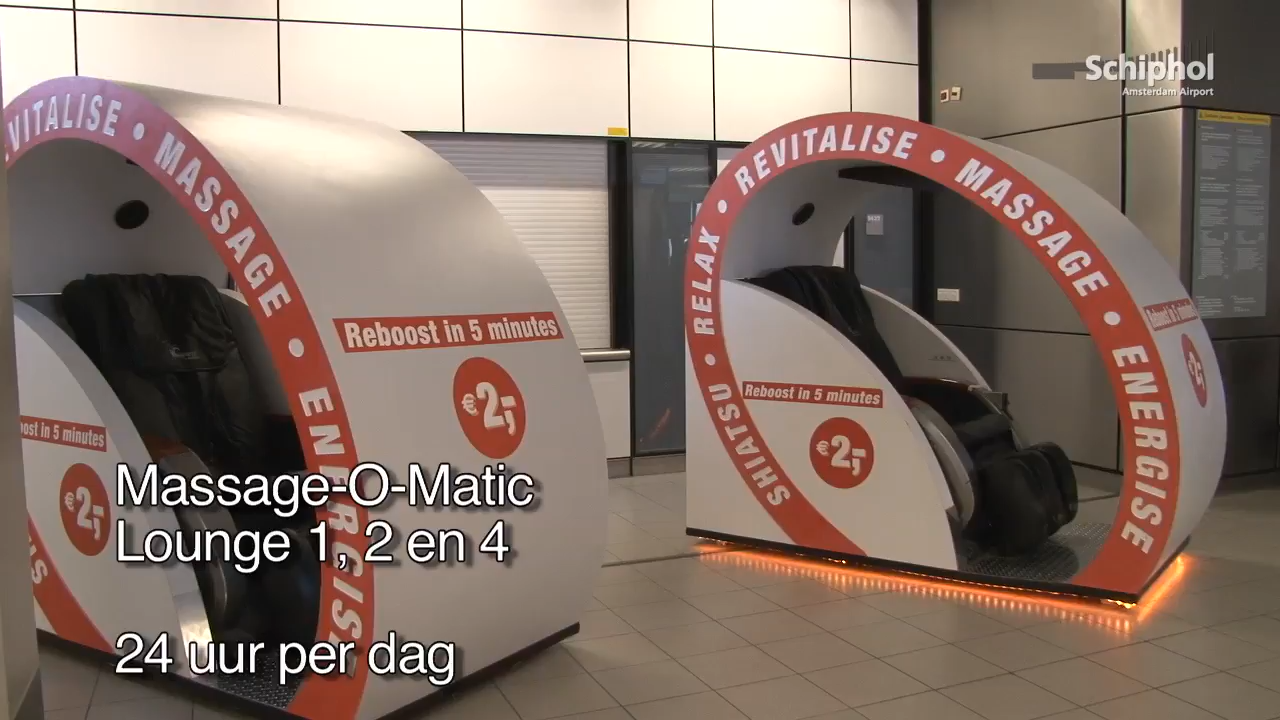 Schiphol
Amsterdam Airport
REVITALISE • MASSAGE • ENERGISE
Reboost in 5 minutes
€2,-
in 5 minutes
€2,-
SHIATSU • RELAX • REVITALISE • MASSAGE • ENERGISE
Reboost in 5 minutes
€2,-
Reboost in 5 minutes
€2,-
Massage-O-Matic
Lounge 1, 2 en 4
24 uur per dag